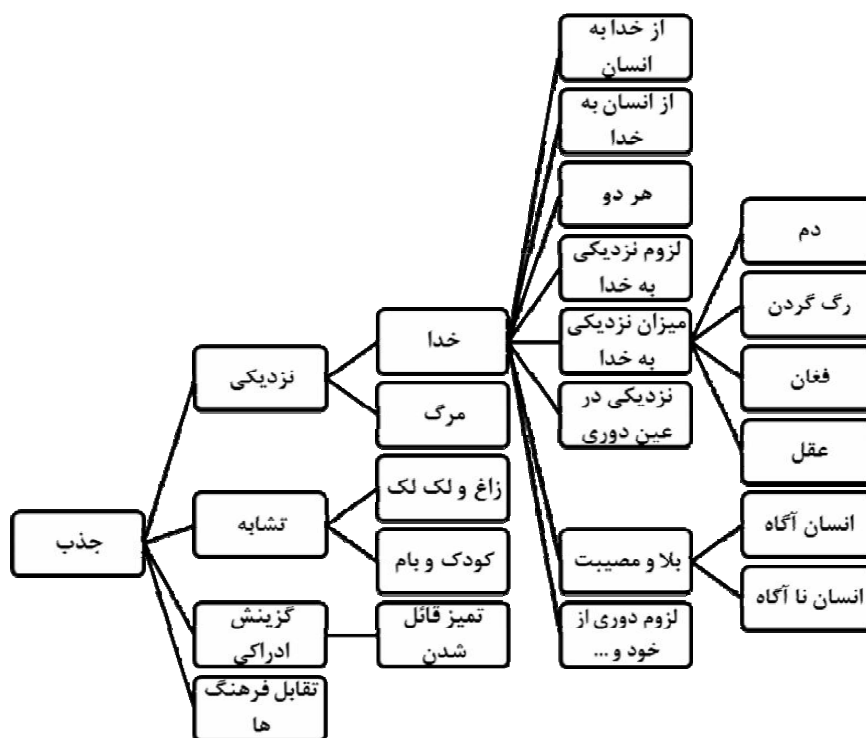 جذب
نزدیکی
تشابه
گزینش
ادراکی
تقابل فرهنگ
ها
خدا
مرگ
زاغ و لک لک
کودک و بام
تمیز قائل
شدن
از خدا به
انسان
از انسان به
خدا
هر دو
لزوم نزدیکی
به خدا
میزان نزدیکی
به خدا
نزدیکی در
عین دوری
بلا و مصیبت
لزوم دوری از
خود و ...
دم
رگ گردن
فغان
عقل
انسان آگاه
انسان نا آگاه